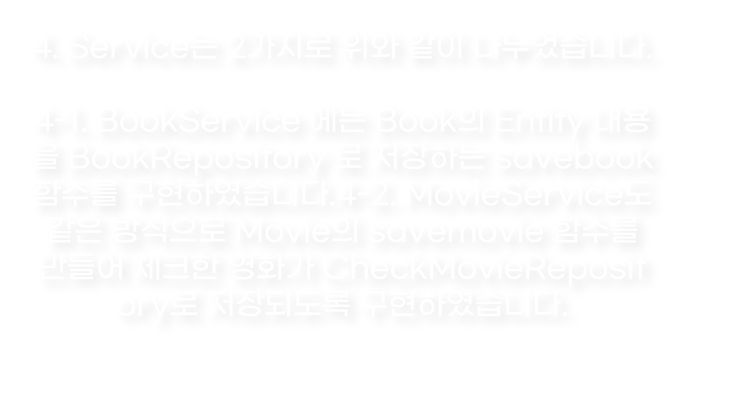 4. Service는 2가지로 위와 같이 나누었습니다.
4-1. BookService 에는 Book의 Entity 내용
을 BookRepository 로 저장하는 savebook
함수를 구현하였습니다.4-2. MovieService도
같은 방식으로 Movie의 savemovie 함수를
만들어 체크한 영화가 CheckMovieReposit
ory로 저장되도록 구현하였습니다.